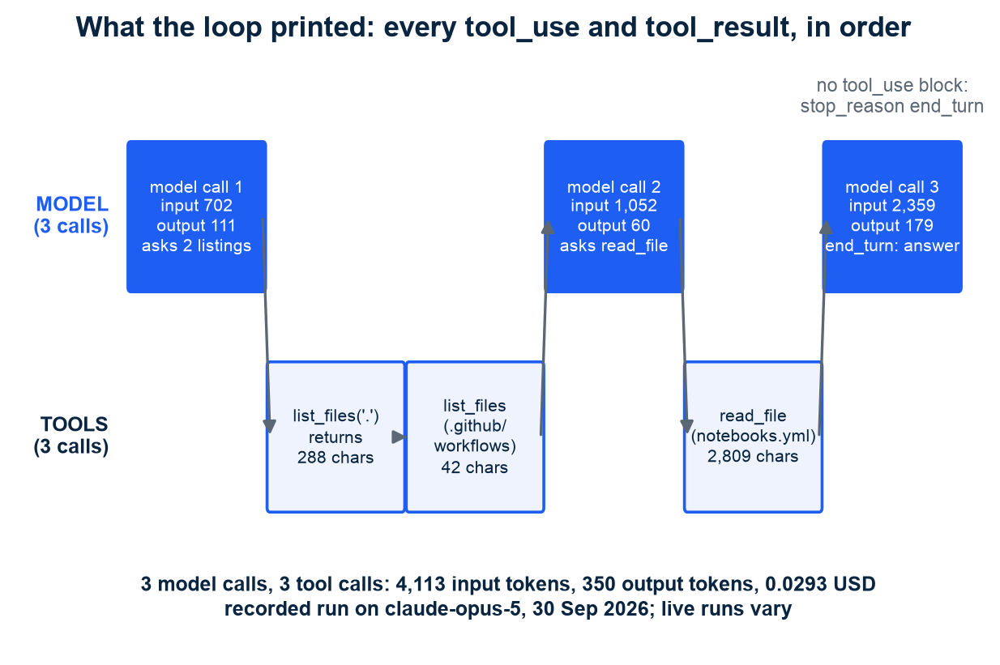 What the loop printed: every tool_use and tool_result, in order
no tool_use block:
stop_reason end_turn
MODEL
(3 calls)
model call 1
input 702
output 111
asks 2 listings
model call 2
input 1,052
output 60
asks read_file
model call 3
input 2,359
output 179
end_turn: answer
TOOLS
(3 calls)
list_files('.')
returns
288 chars
list_files
(.github/
workflows)
42 chars
read_file
(notebooks.yml)
2,809 chars
3 model calls, 3 tool calls: 4,113 input tokens, 350 output tokens, 0.0293 USD
recorded run on claude-opus-5, 30 Sep 2026; live runs vary